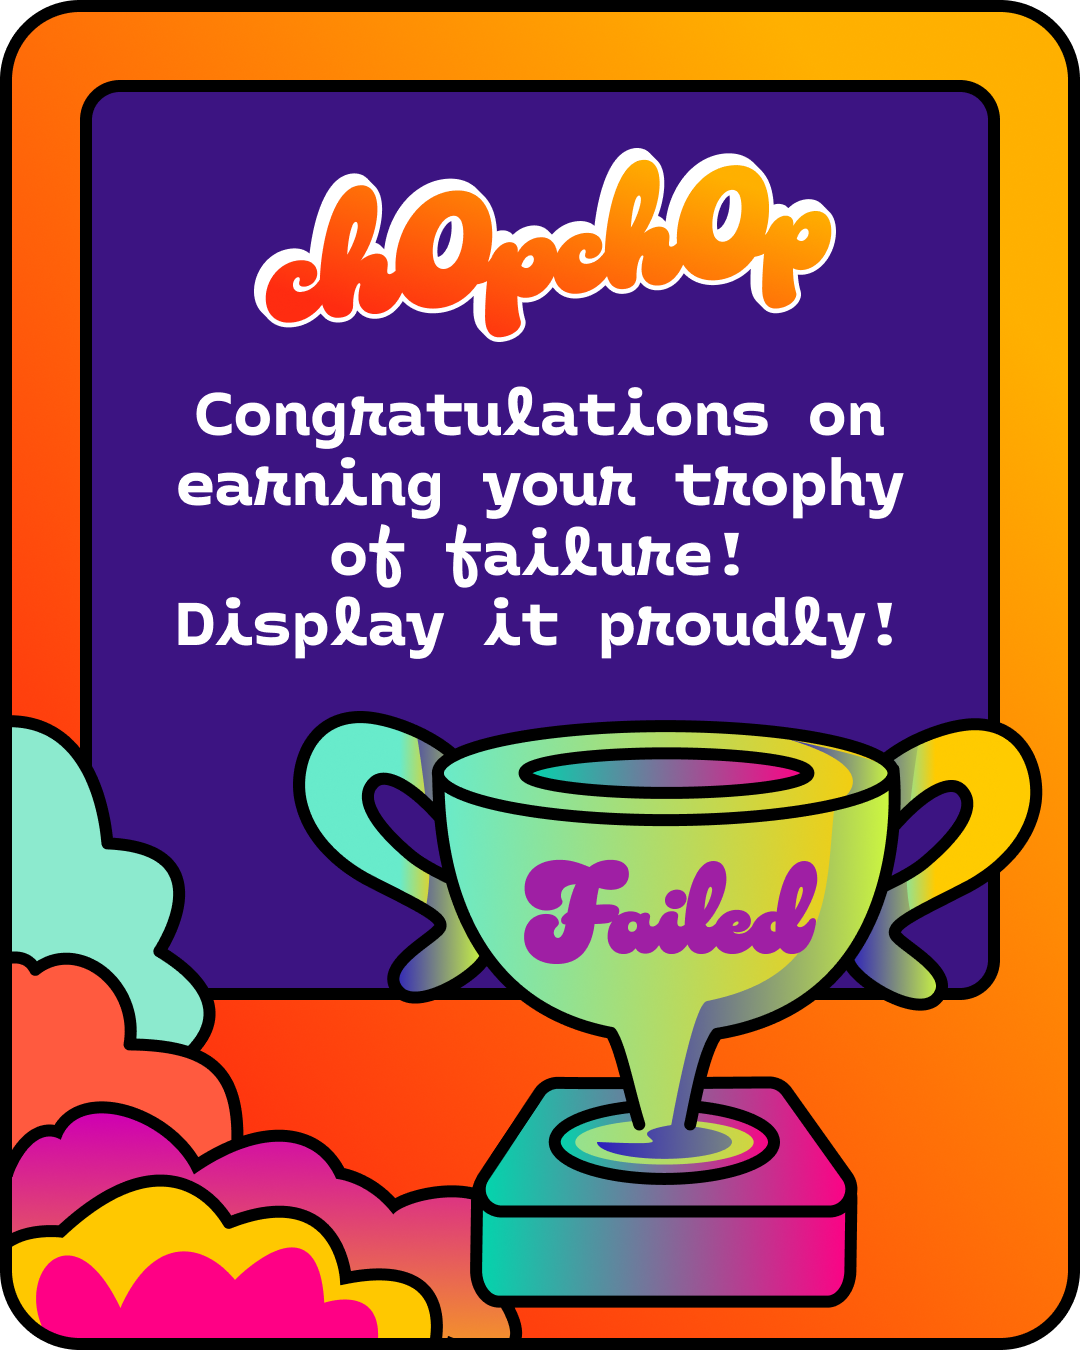 chOpchOp
Congratulations on
earning your trophy
of failure!
Display it proudly!
Failed